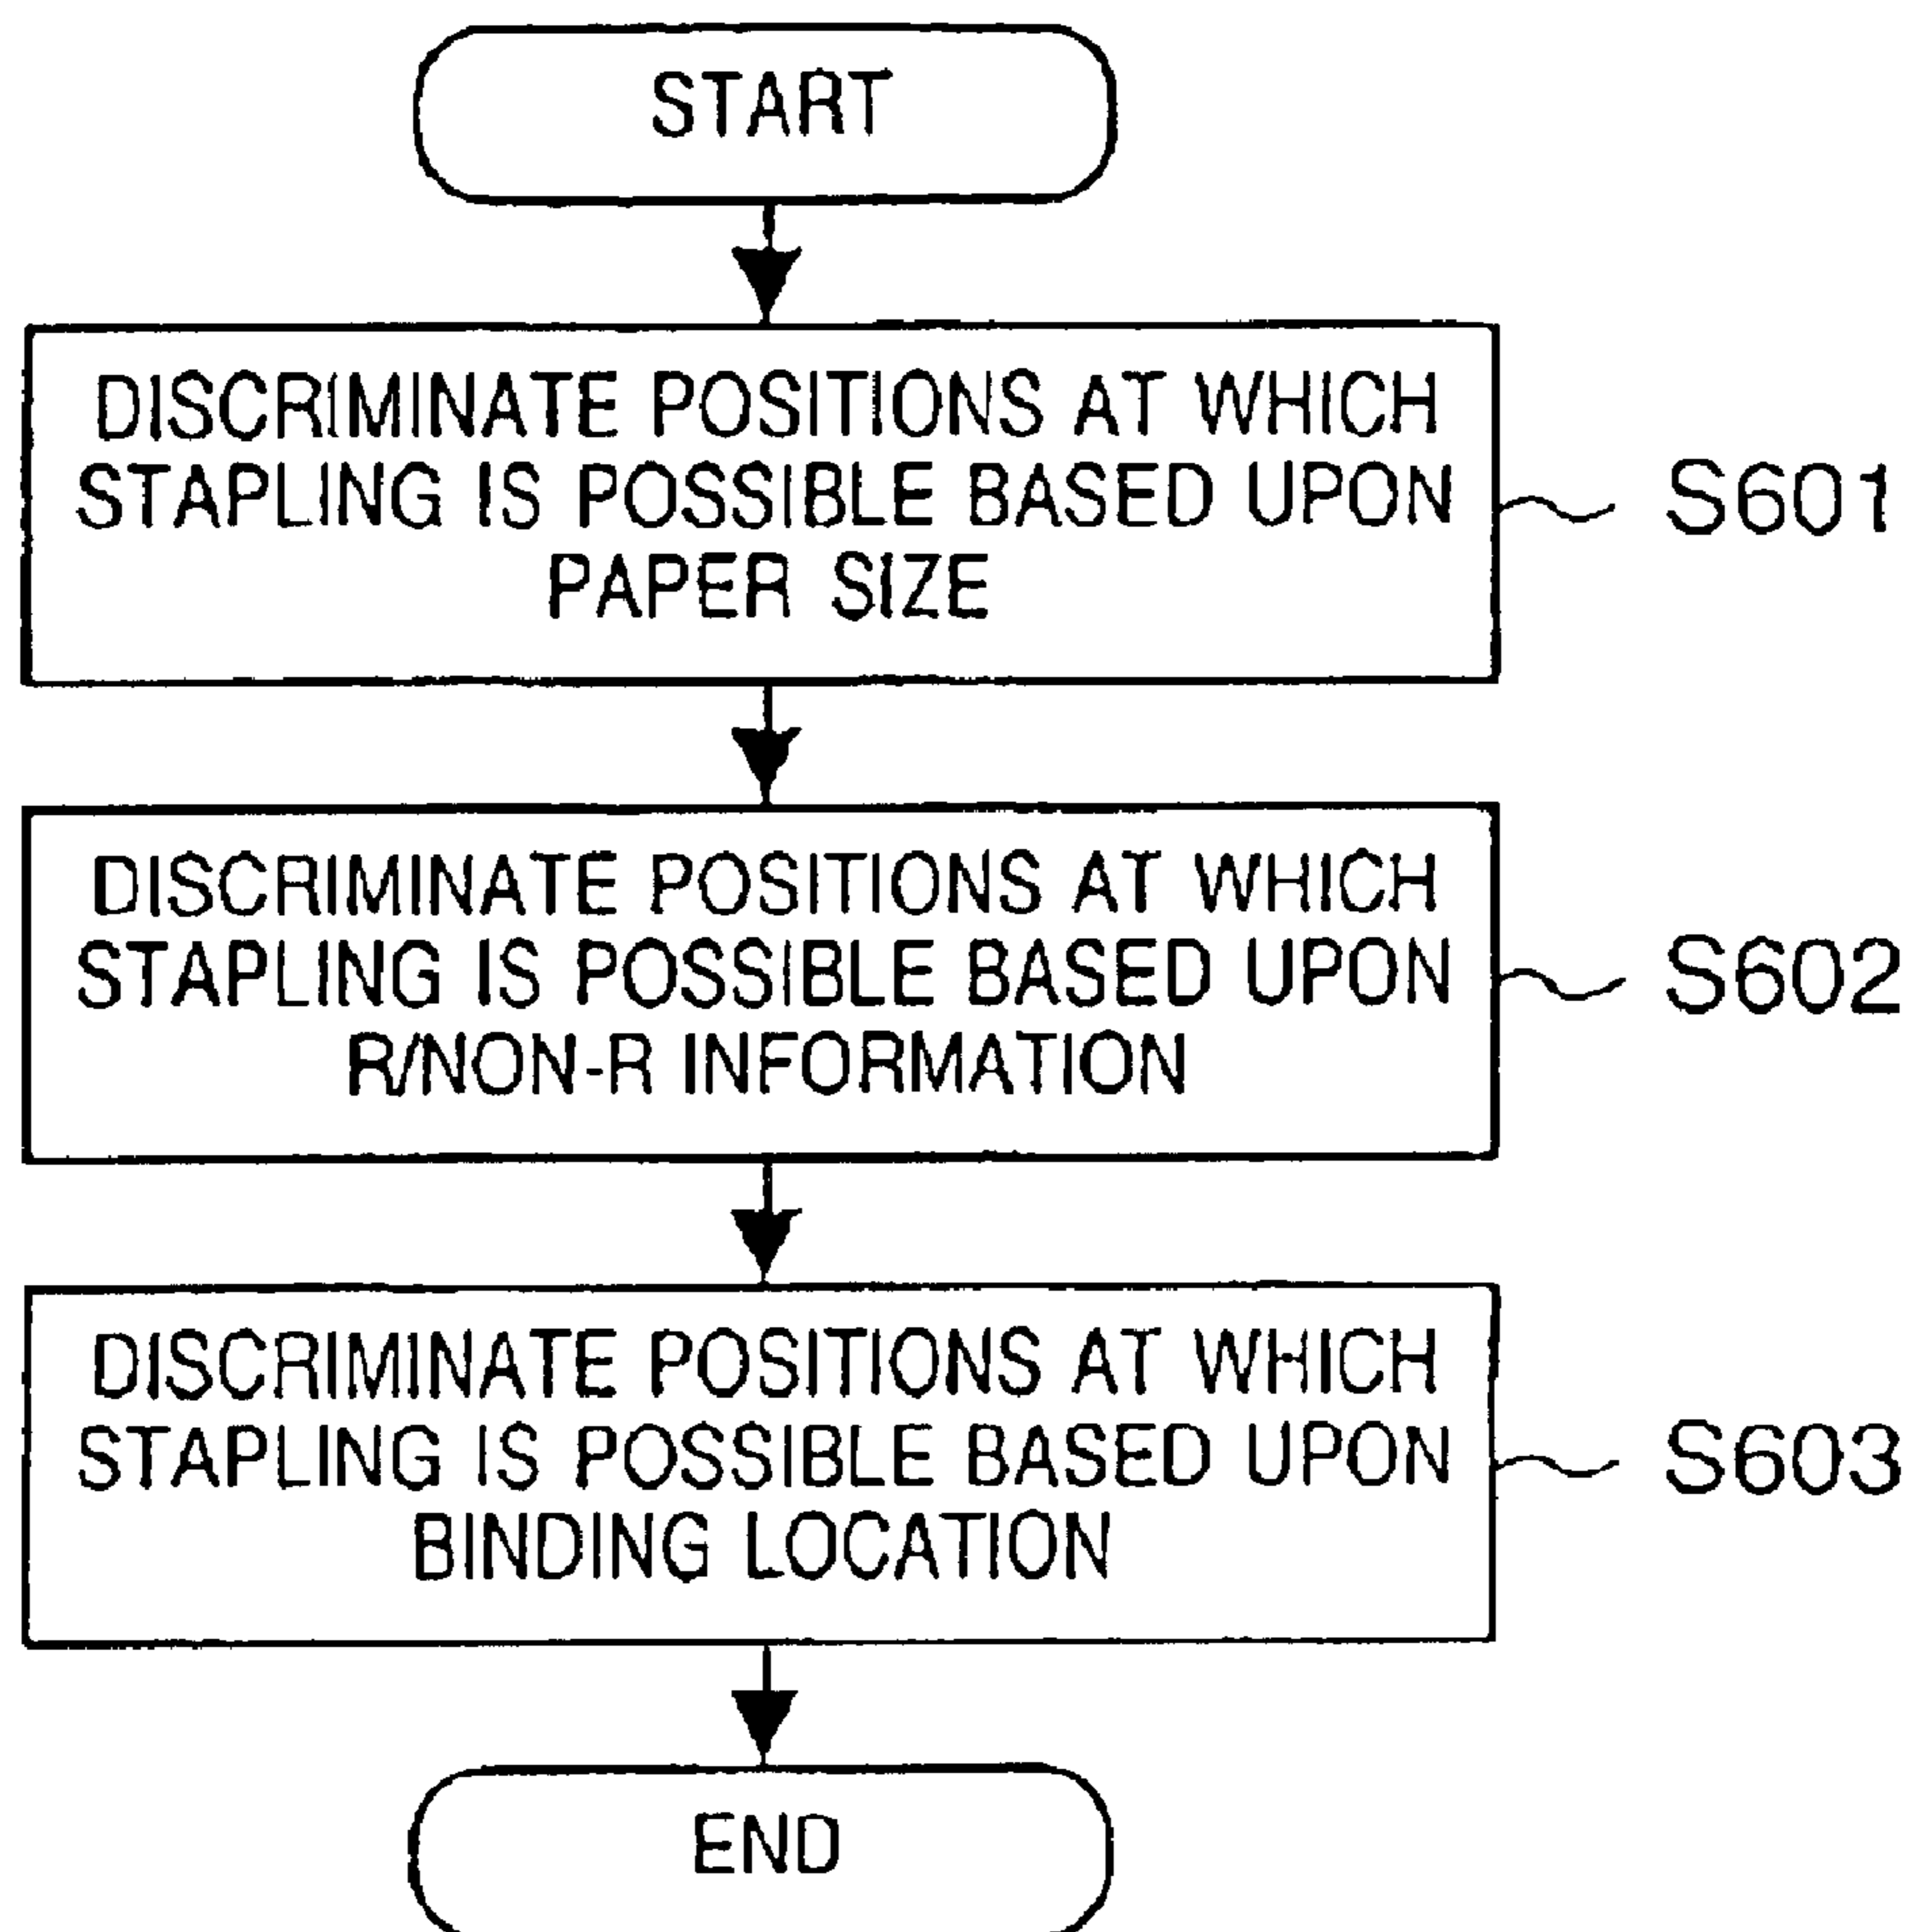 START
DISCRIMINATE POSITIONS AT WHICH
STAPLING IS POSSIBLE BASED UPON
PAPER SIZE
S601
DISCRIMINATE POSITIONS AT WHICH
STAPLING IS POSSIBLE BASED UPON
R/NON-R INFORMATION
S602
DISCRIMINATE POSITIONS AT WHICH
STAPLING IS POSSIBLE BASED UPON
BINDING LOCATION
S603
END